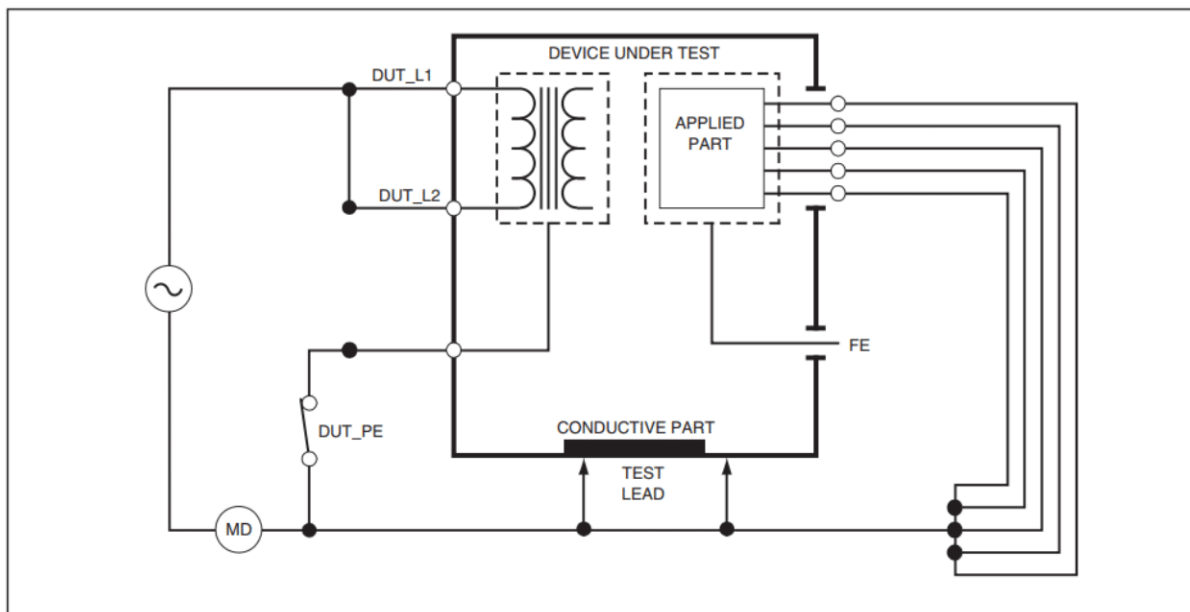 DEVICE UNDER TEST
DUT_L1
APPLIED
PART
DUT_L2
FE
DUT_PE
CONDUCTIVE PART
TEST
LEAD
MD